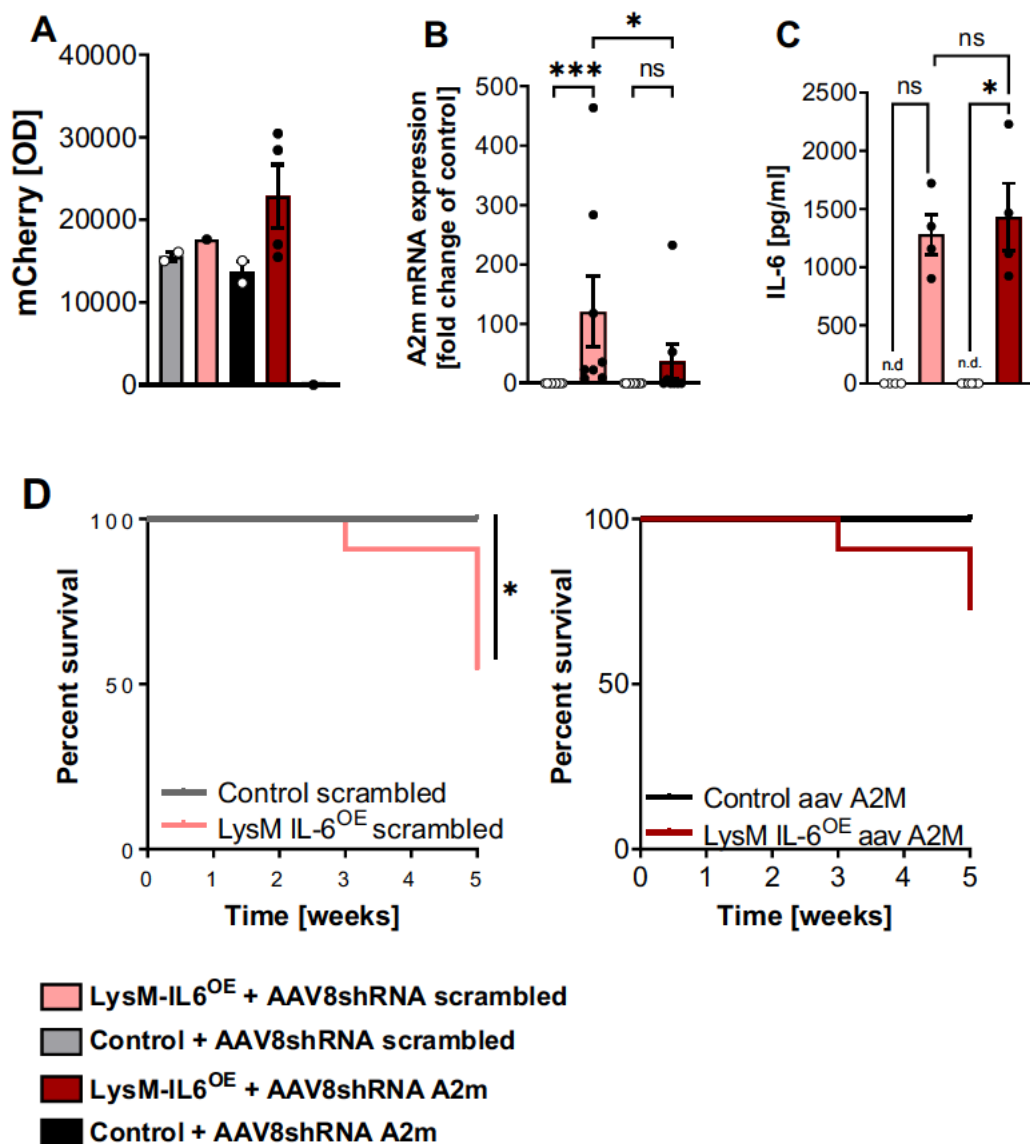 A
mCherry [OD]
40000
30000
20000
10000
0
B
A2m mRNA expression
[fold change of control]
500
400
300
200
100
0
***
*
ns
C
IL-6 [pg/ml]
2500
2000
1500
1000
500
0
ns
ns
*
n.d
n.d.
D
Percent survival
100
50
0
Control scrambled
LysM IL-6OE scrambled
*
0 1 2 3 4 5
Time [weeks]
Percent survival
100
50
0
Control aav A2M
LysM IL-6OE aav A2M
0 1 2 3 4 5
Time [weeks]
LysM-IL6OE + AAV8shRNA scrambled
Control + AAV8shRNA scrambled
LysM-IL6OE + AAV8shRNA A2m
Control + AAV8shRNA A2m